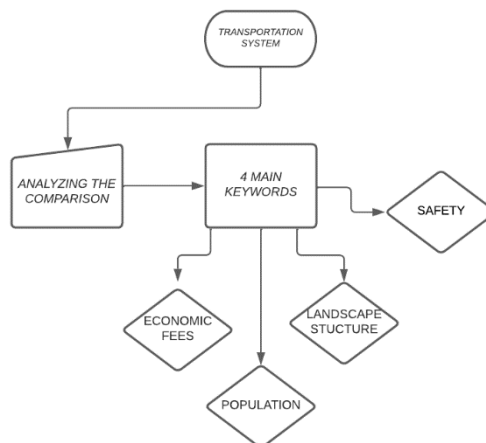 TRANSPORTATION
SYSTEM
ANALYZING THE
COMPARISON
4 MAIN
KEYWORDS
SAFETY
ECONOMIC
FEES
LANDSCAPE
STUCTURE
POPULATION